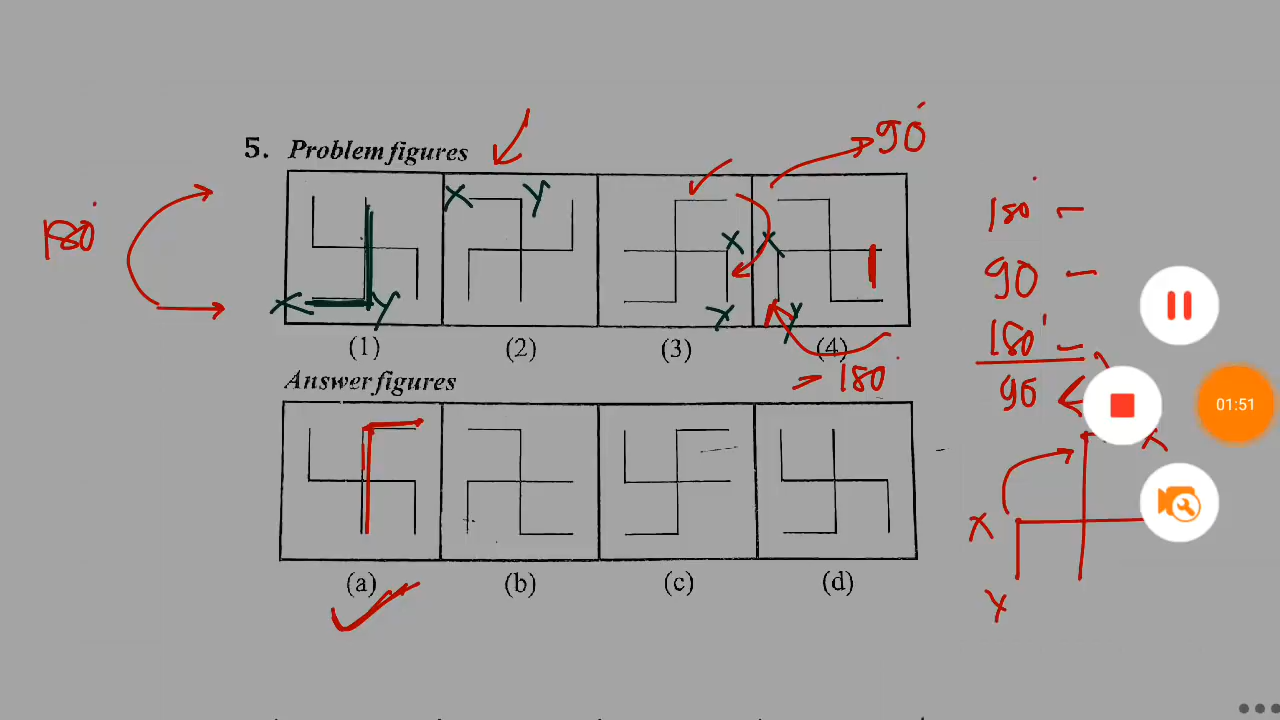 5. Problem figures
90°
180°
X Y
X
X
180° –
90 –
180° –
90
X Y
Y
Y
(1) (2) (3) (4)
Answer figures
180°
X
X
Y
(a) (b) (c) (d)
01:51